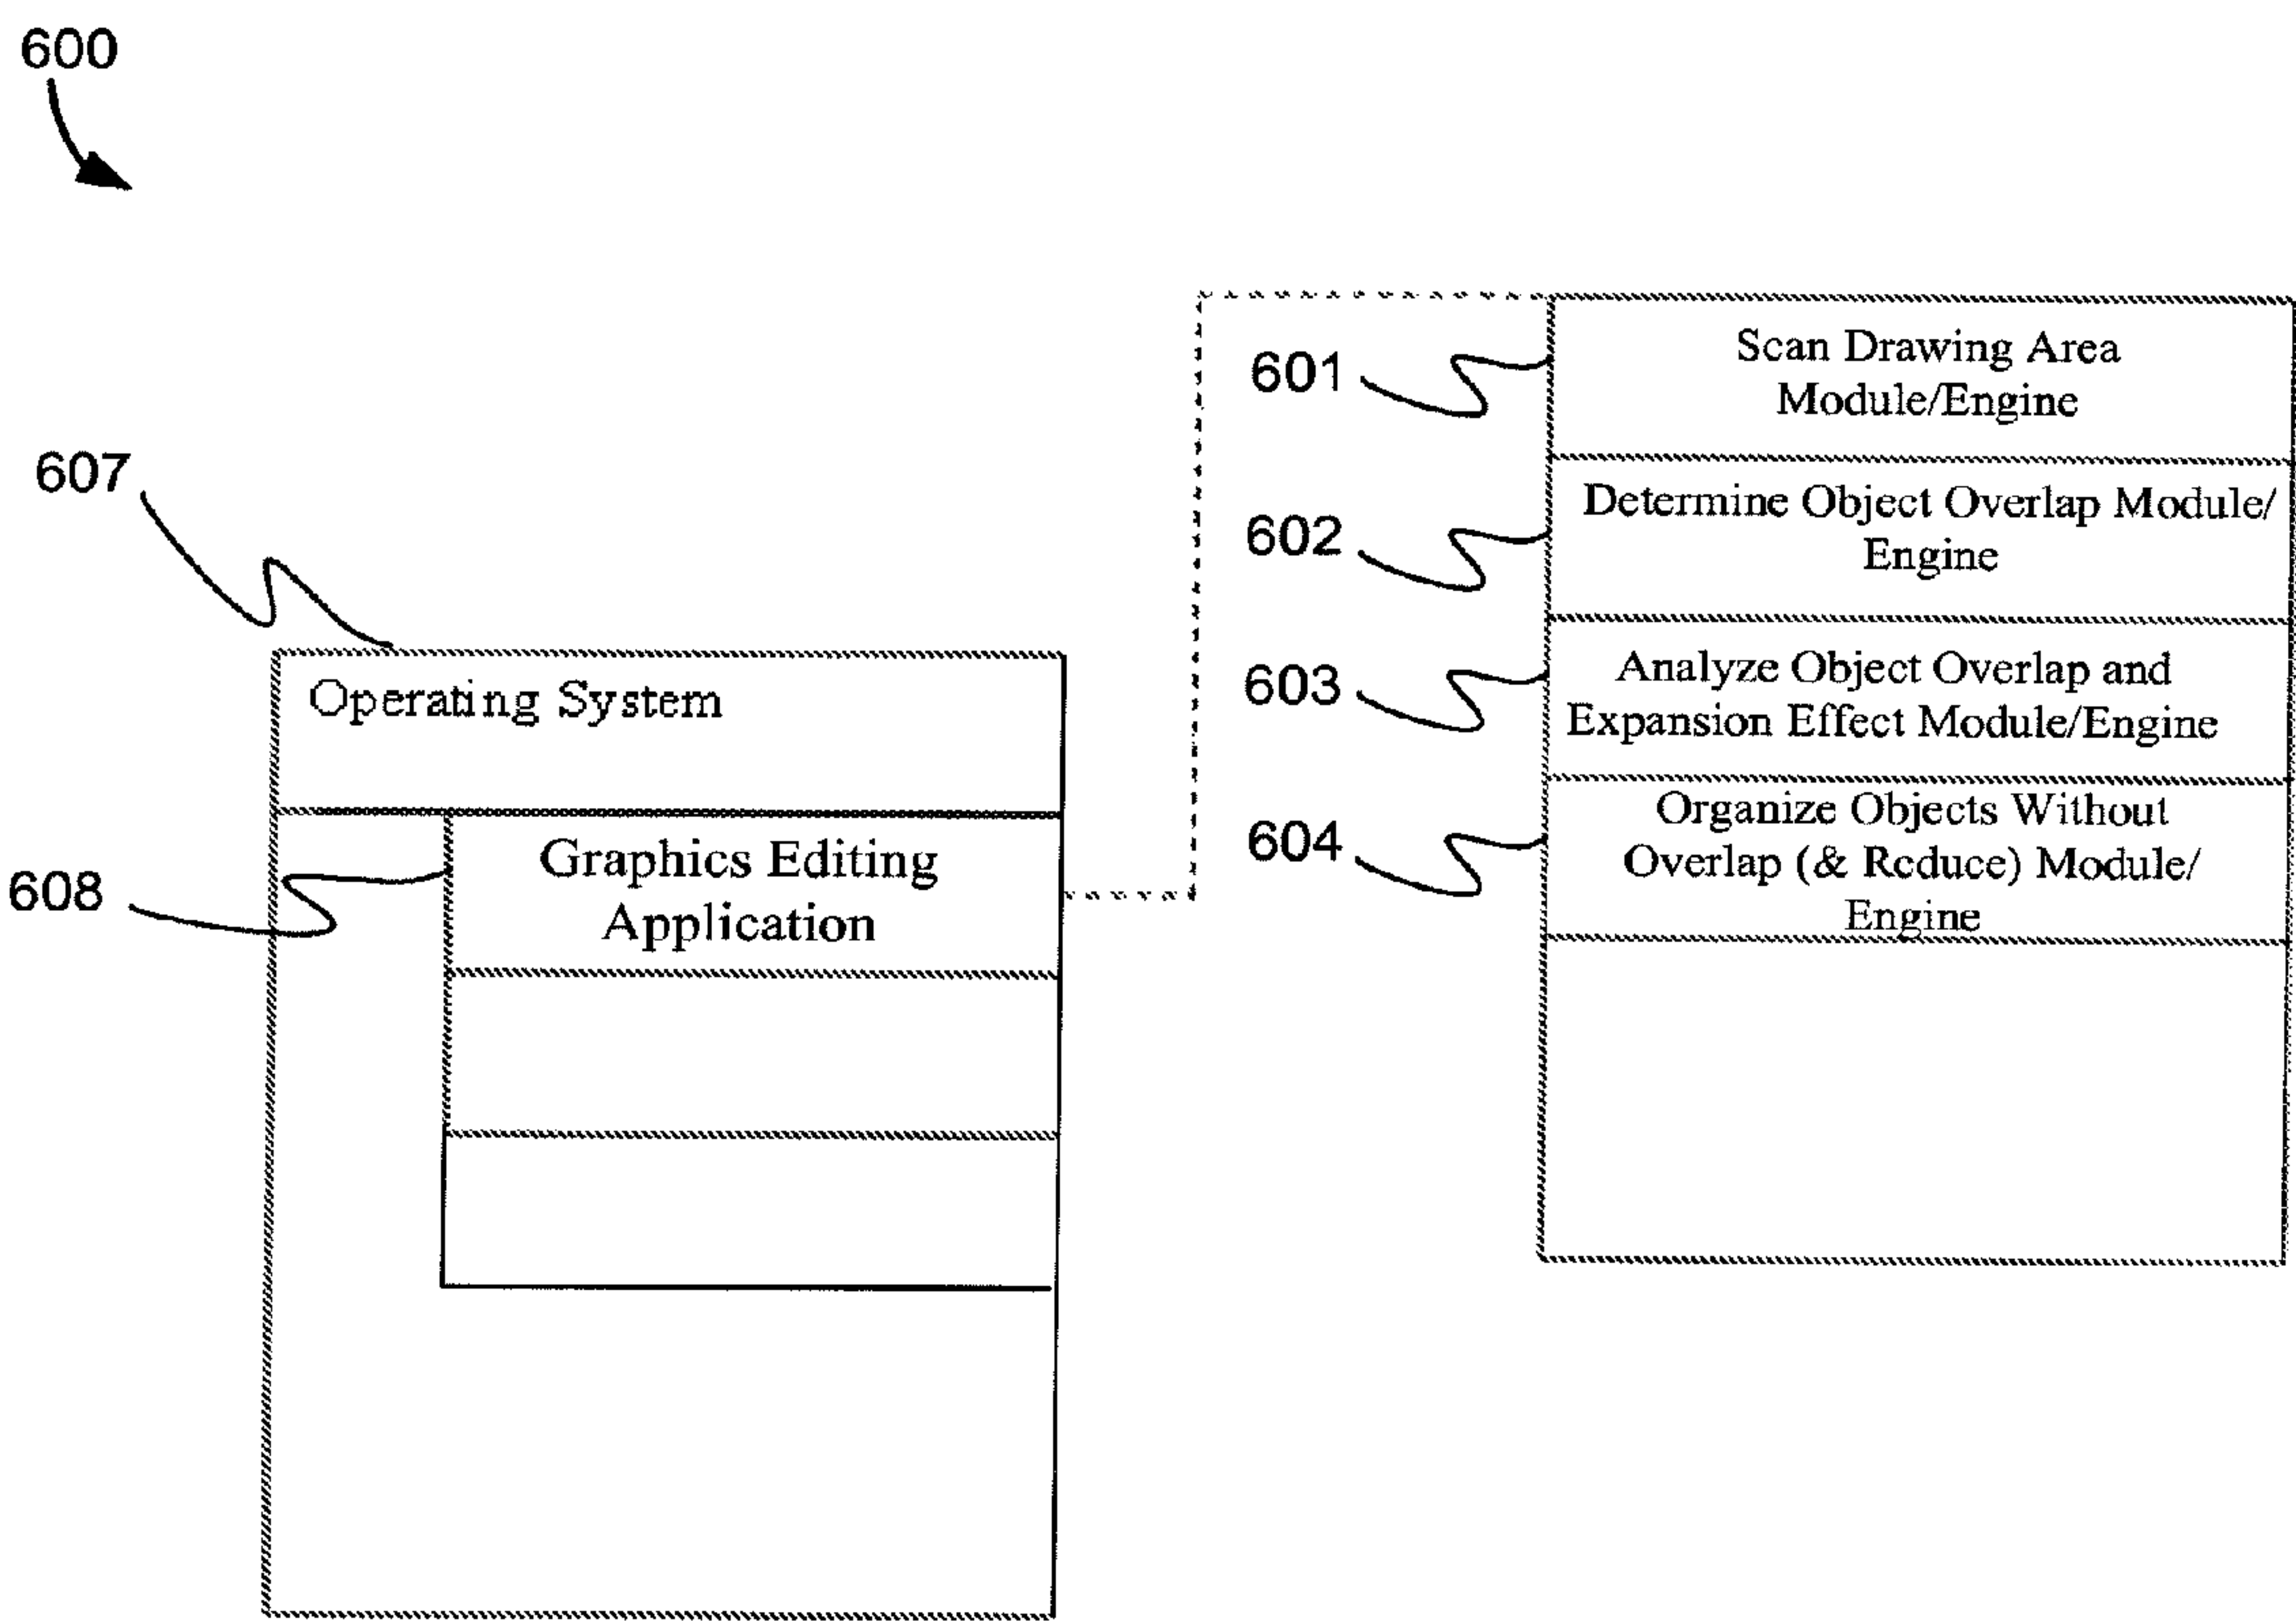 600
601
Scan Drawing Area
Module/Engine
602
Determine Object Overlap Module/
Engine
603
Analyze Object Overlap and
Expansion Effect Module/Engine
604
Organize Objects Without
Overlap (& Reduce) Module/
Engine
607
Operating System
608
Graphics Editing
Application